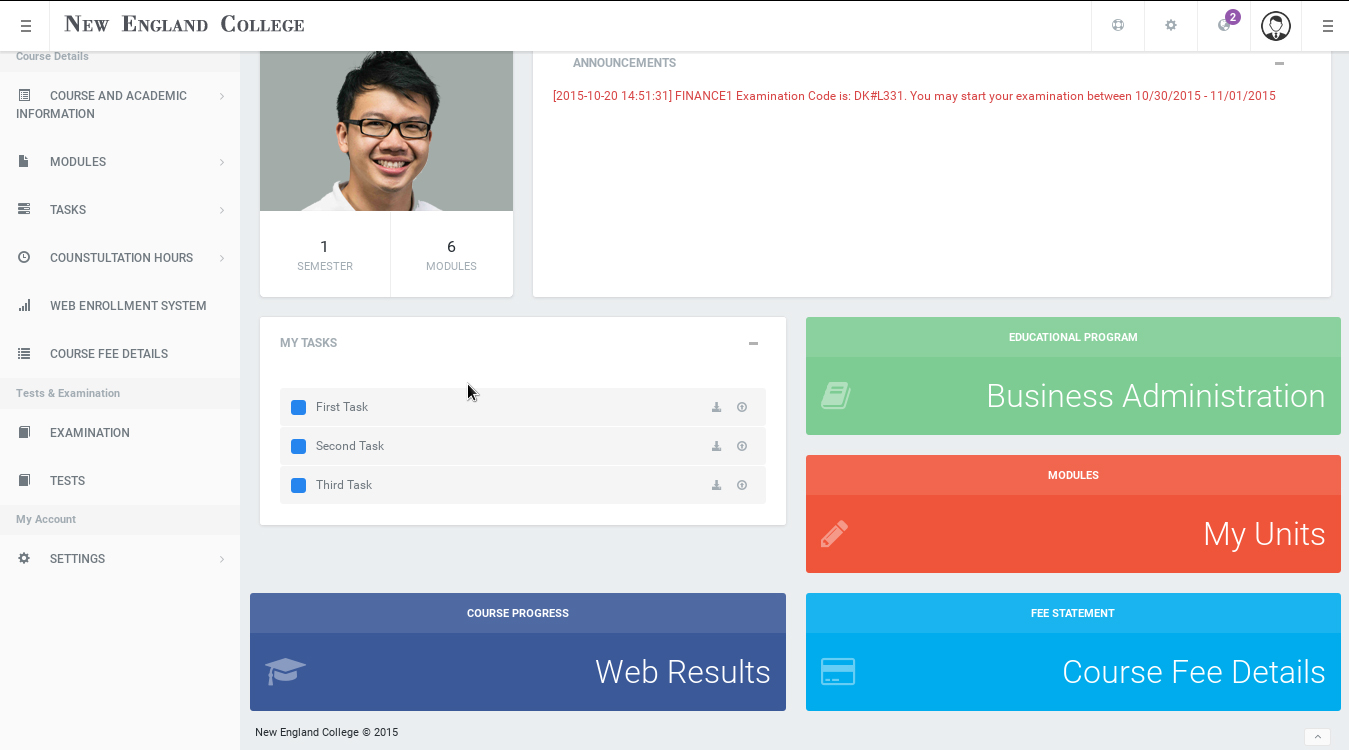 NEW ENGLAND COLLEGE
2
Course Details
COURSE AND ACADEMIC
INFORMATION
MODULES
TASKS
COUNSTULTATION HOURS
WEB ENROLLMENT SYSTEM
COURSE FEE DETAILS
Tests & Examination
EXAMINATION
TESTS
My Account
SETTINGS
1
SEMESTER
6
MODULES
ANNOUNCEMENTS
[2015-10-20 14:51:31] FINANCE1 Examination Code is: DK#L331. You may start your examination between 10/30/2015 - 11/01/2015
MY TASKS
First Task
Second Task
Third Task
EDUCATIONAL PROGRAM
Business Administration
MODULES
My Units
COURSE PROGRESS
Web Results
FEE STATEMENT
Course Fee Details
New England College © 2015